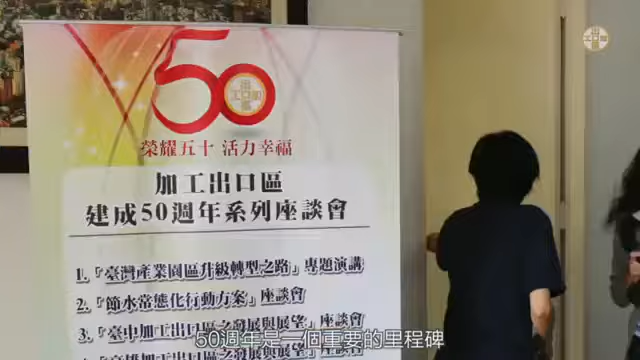 50
榮耀五十 活力幸福
加工出口區
建成50週年系列座談會
1.「臺灣產業園區升級轉型之路」專題演講
2.「節水常態化行動方案」座談會
3.「臺中加工出口區之發展與展望」座談會
50週年是一個重要的里程碑